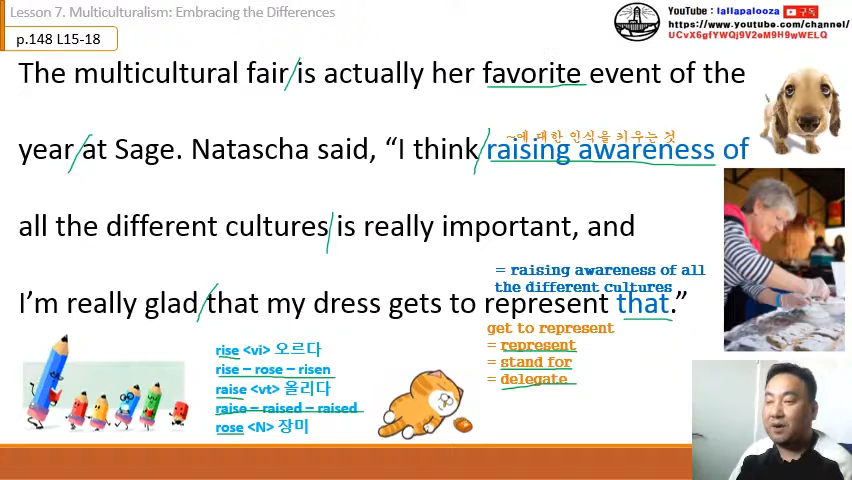 Lesson 7. Multiculturalism: Embracing the Differences
YouTube : lallapalooza 구독
https://www.youtube.com/channel/
UCvX6gfYWQj9V2eM9H9wWELQ
p.148 L15-18
The multicultural fair is actually her favorite event of the
~에 대한 인식을 키우는 것
year at Sage. Natascha said, “I think raising awareness of
all the different cultures is really important, and
= raising awareness of all
the different cultures
I’m really glad that my dress gets to represent that.”
get to represent
= represent
= stand for
= delegate
rise <vi> 오르다
rise – rose – risen
raise <vt> 올리다
raise – raised – raised
rose <N> 장미